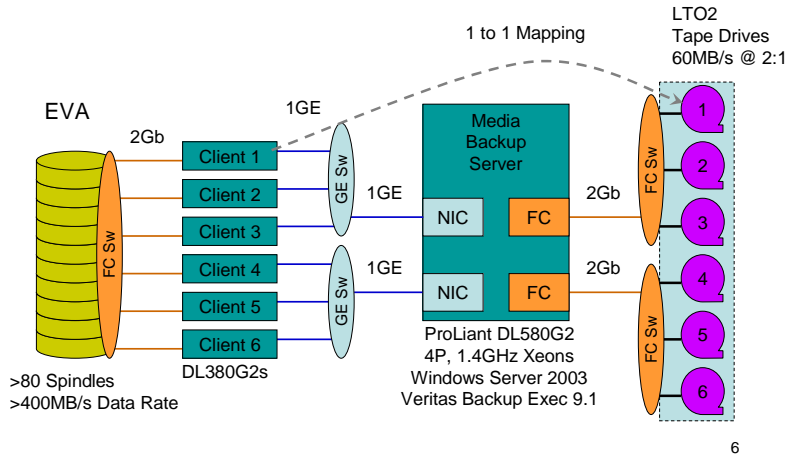 LTO2
Tape Drives
60MB/s @ 2:1
1 to 1 Mapping
EVA
2Gb
1GE
Client 1
Client 2
Client 3
Client 4
Client 5
Client 6
DL380G2s
FC Sw
>80 Spindles
>400MB/s Data Rate
GE Sw
GE Sw
1GE
1GE
Media
Backup
Server
NIC
FC
NIC
FC
2Gb
2Gb
ProLiant DL580G2
4P, 1.4GHz Xeons
Windows Server 2003
Veritas Backup Exec 9.1
FC Sw
FC Sw
1
2
3
4
5
6
6